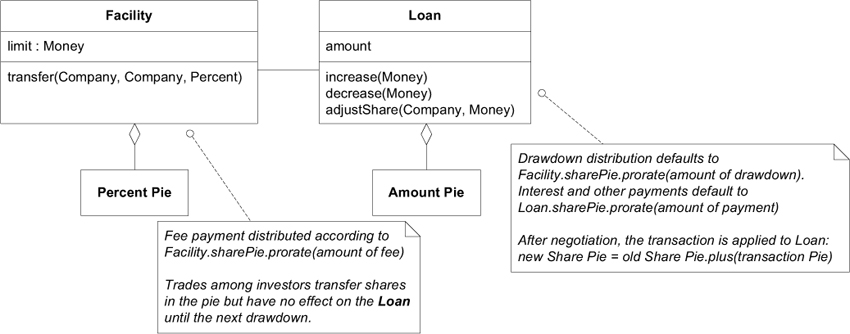 Facility
limit : Money
transfer(Company, Company, Percent)
Loan
amount
increase(Money)
decrease(Money)
adjustShare(Company, Money)
Percent Pie
Amount Pie
Fee payment distributed according to
Facility.sharePie.prorate(amount of fee)
Trades among investors transfer shares
in the pie but have no effect on the Loan
until the next drawdown.
Drawdown distribution defaults to
Facility.sharePie.prorate(amount of drawdown).
Interest and other payments default to
Loan.sharePie.prorate(amount of payment)
After negotiation, the transaction is applied to Loan:
new Share Pie = old Share Pie.plus(transaction Pie)